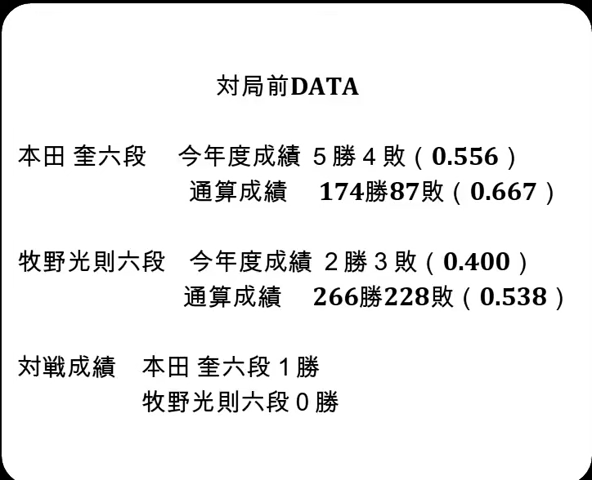 対局前DATA
本田 奎六段 今年度成績 5勝4敗（0.556）
通算成績 174勝87敗（0.667）
牧野光則六段 今年度成績 2勝3敗（0.400）
通算成績 266勝228敗（0.538）
対戦成績 本田 奎六段1勝
牧野光則六段0勝